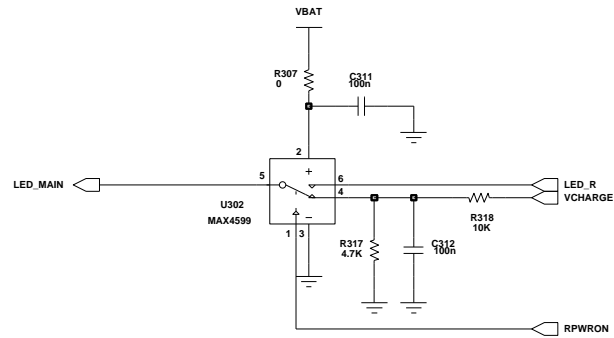 VBAT
R307
0
C311
100n
2
+
5
6
4
LED_MAIN
LED_R
VCHARGE
U302
MAX4599
–
1 3
R318
10K
R317
4.7K
C312
100n
RPWRON